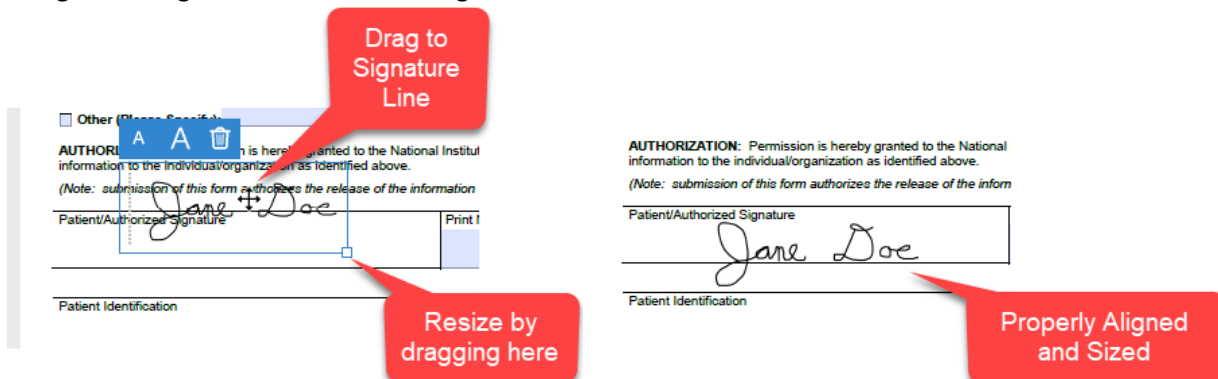 Drag to
Signature
Line
Other
A A
is hereby granted to the National
information to the individual/organization as identified above.
(Note: submission of this form authorizes the release of the information
Jane Doe
Patient/Authorized Signature
Print
Patient Identification
Resize by
dragging here
AUTHORIZATION: Permission is hereby granted to the National
information to the individual/organization as identified above.
(Note: submission of this form authorizes the release of the inform
Patient/Authorized Signature
Jane Doe
Patient Identification
Properly Aligned
and Sized